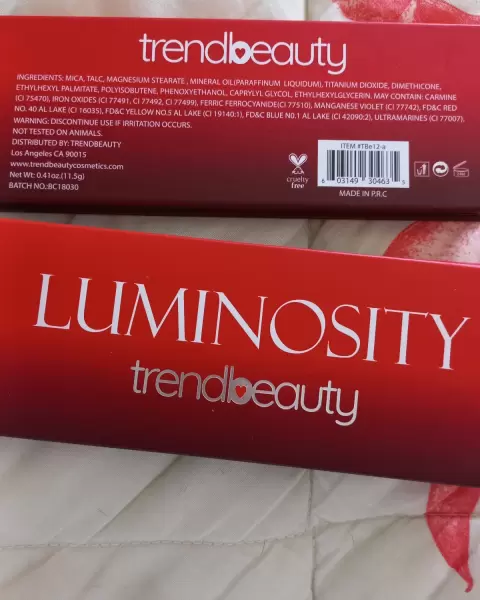 trendbeauty
INGREDIENTS: MICA, TALC, MAGNESIUM STEARATE , MINERAL OIL(PARAFFINUM LIQUIDUM), TITANIUM DIOXIDE, DIMETHICONE,
ETHYLHEXYL PALMITATE, POLYISOBUTENE, PHENOXYETHANOL, CAPRYLYL GLYCOL, ETHYLHEXYLGLYCERIN. MAY CONTAIN: CARMINE
(CI 75470), IRON OXIDES (CI 77491, CI 77492, CI 77499), FERRIC FERROCYANIDE(CI 77510), MANGANESE VIOLET (CI 77742), FD&C RED
NO. 40 AL LAKE (CI 16035), FD&C YELLOW NO.5 AL LAKE (CI 19140:1), FD&C BLUE NO.1 AL LAKE (CI 42090:2), ULTRAMARINES (CI 77007).
WARNING: DISCONTINUE USE IF IRRITATION OCCURS.
NOT TESTED ON ANIMALS.
DISTRIBUTED BY: TRENDBEAUTY
Los Angeles CA 90015
www.trendbeautycosmetics.com
Net Wt. 0.41oz.(11.5g)
BATCH NO.:BC18030
cruelty
free
ITEM #TBe12-a
6 03149 30463 5
MADE IN P.R.C
LUMINOSITY
trendbeauty